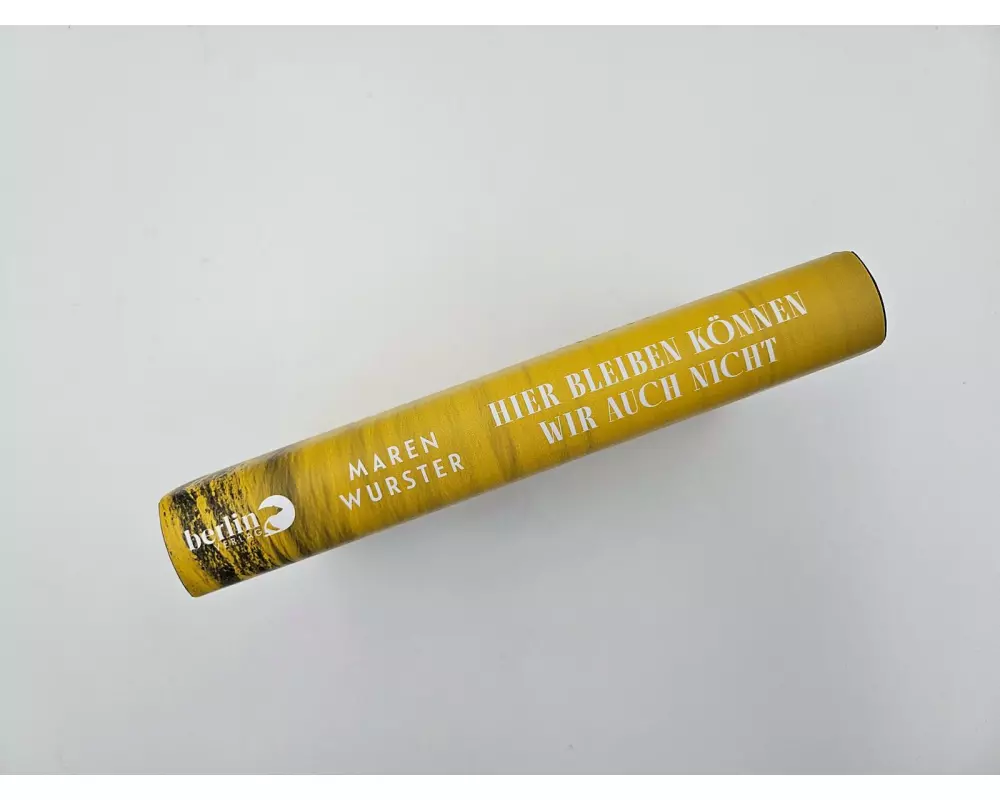 HIER BLEIBEN KÖNNEN
WIR AUCH NICHT
MAREN
WURSTER
berlin